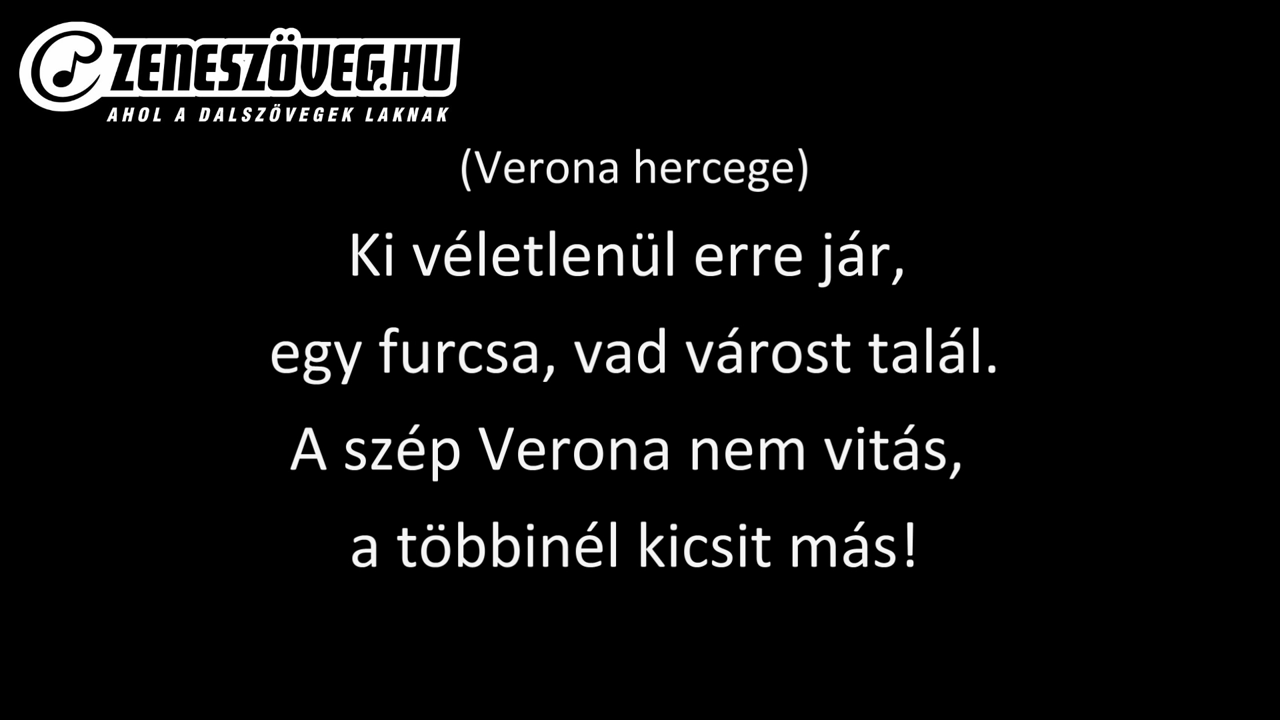 ZENESZÖVEG.HU
AHOL A DALSZÖVEGEK LAKNAK
(Verona hercege)
Ki véletlenül erre jár,
egy furcsa, vad várost talál.
A szép Verona nem vitás,
a többinél kicsit más!